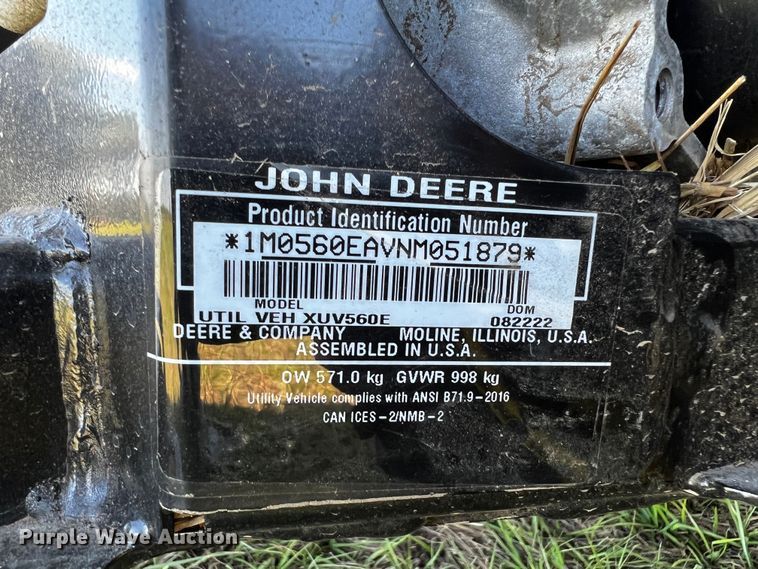 JOHN DEERE
Product Identification Number
*1M0560EAVNM051879*
MODEL DOM
UTIL VEH XUV560E 082222
DEERE & COMPANY MOLINE, ILLINOIS, U.S.A.
ASSEMBLED IN U.S.A.
OW 571.0 kg GVWR 998 kg
Utility Vehicle complies with ANSI B71.9-2016
CAN ICES-2/NMB-2
Purple Wave Auction